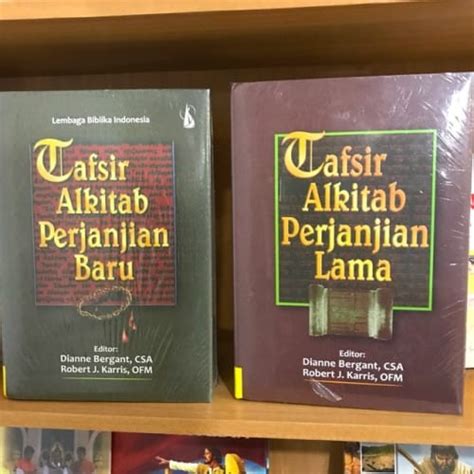 Lembaga Biblika Indonesia
Tafsir
Alkitab
Perjanjian
Baru
Editor:
Dianne Bergant, CSA
Robert J. Karris, OFM
Tafsir
Alkitab
Perjanjian
Lama
Editor:
Dianne Bergant, CSA
Robert J. Karris, OFM